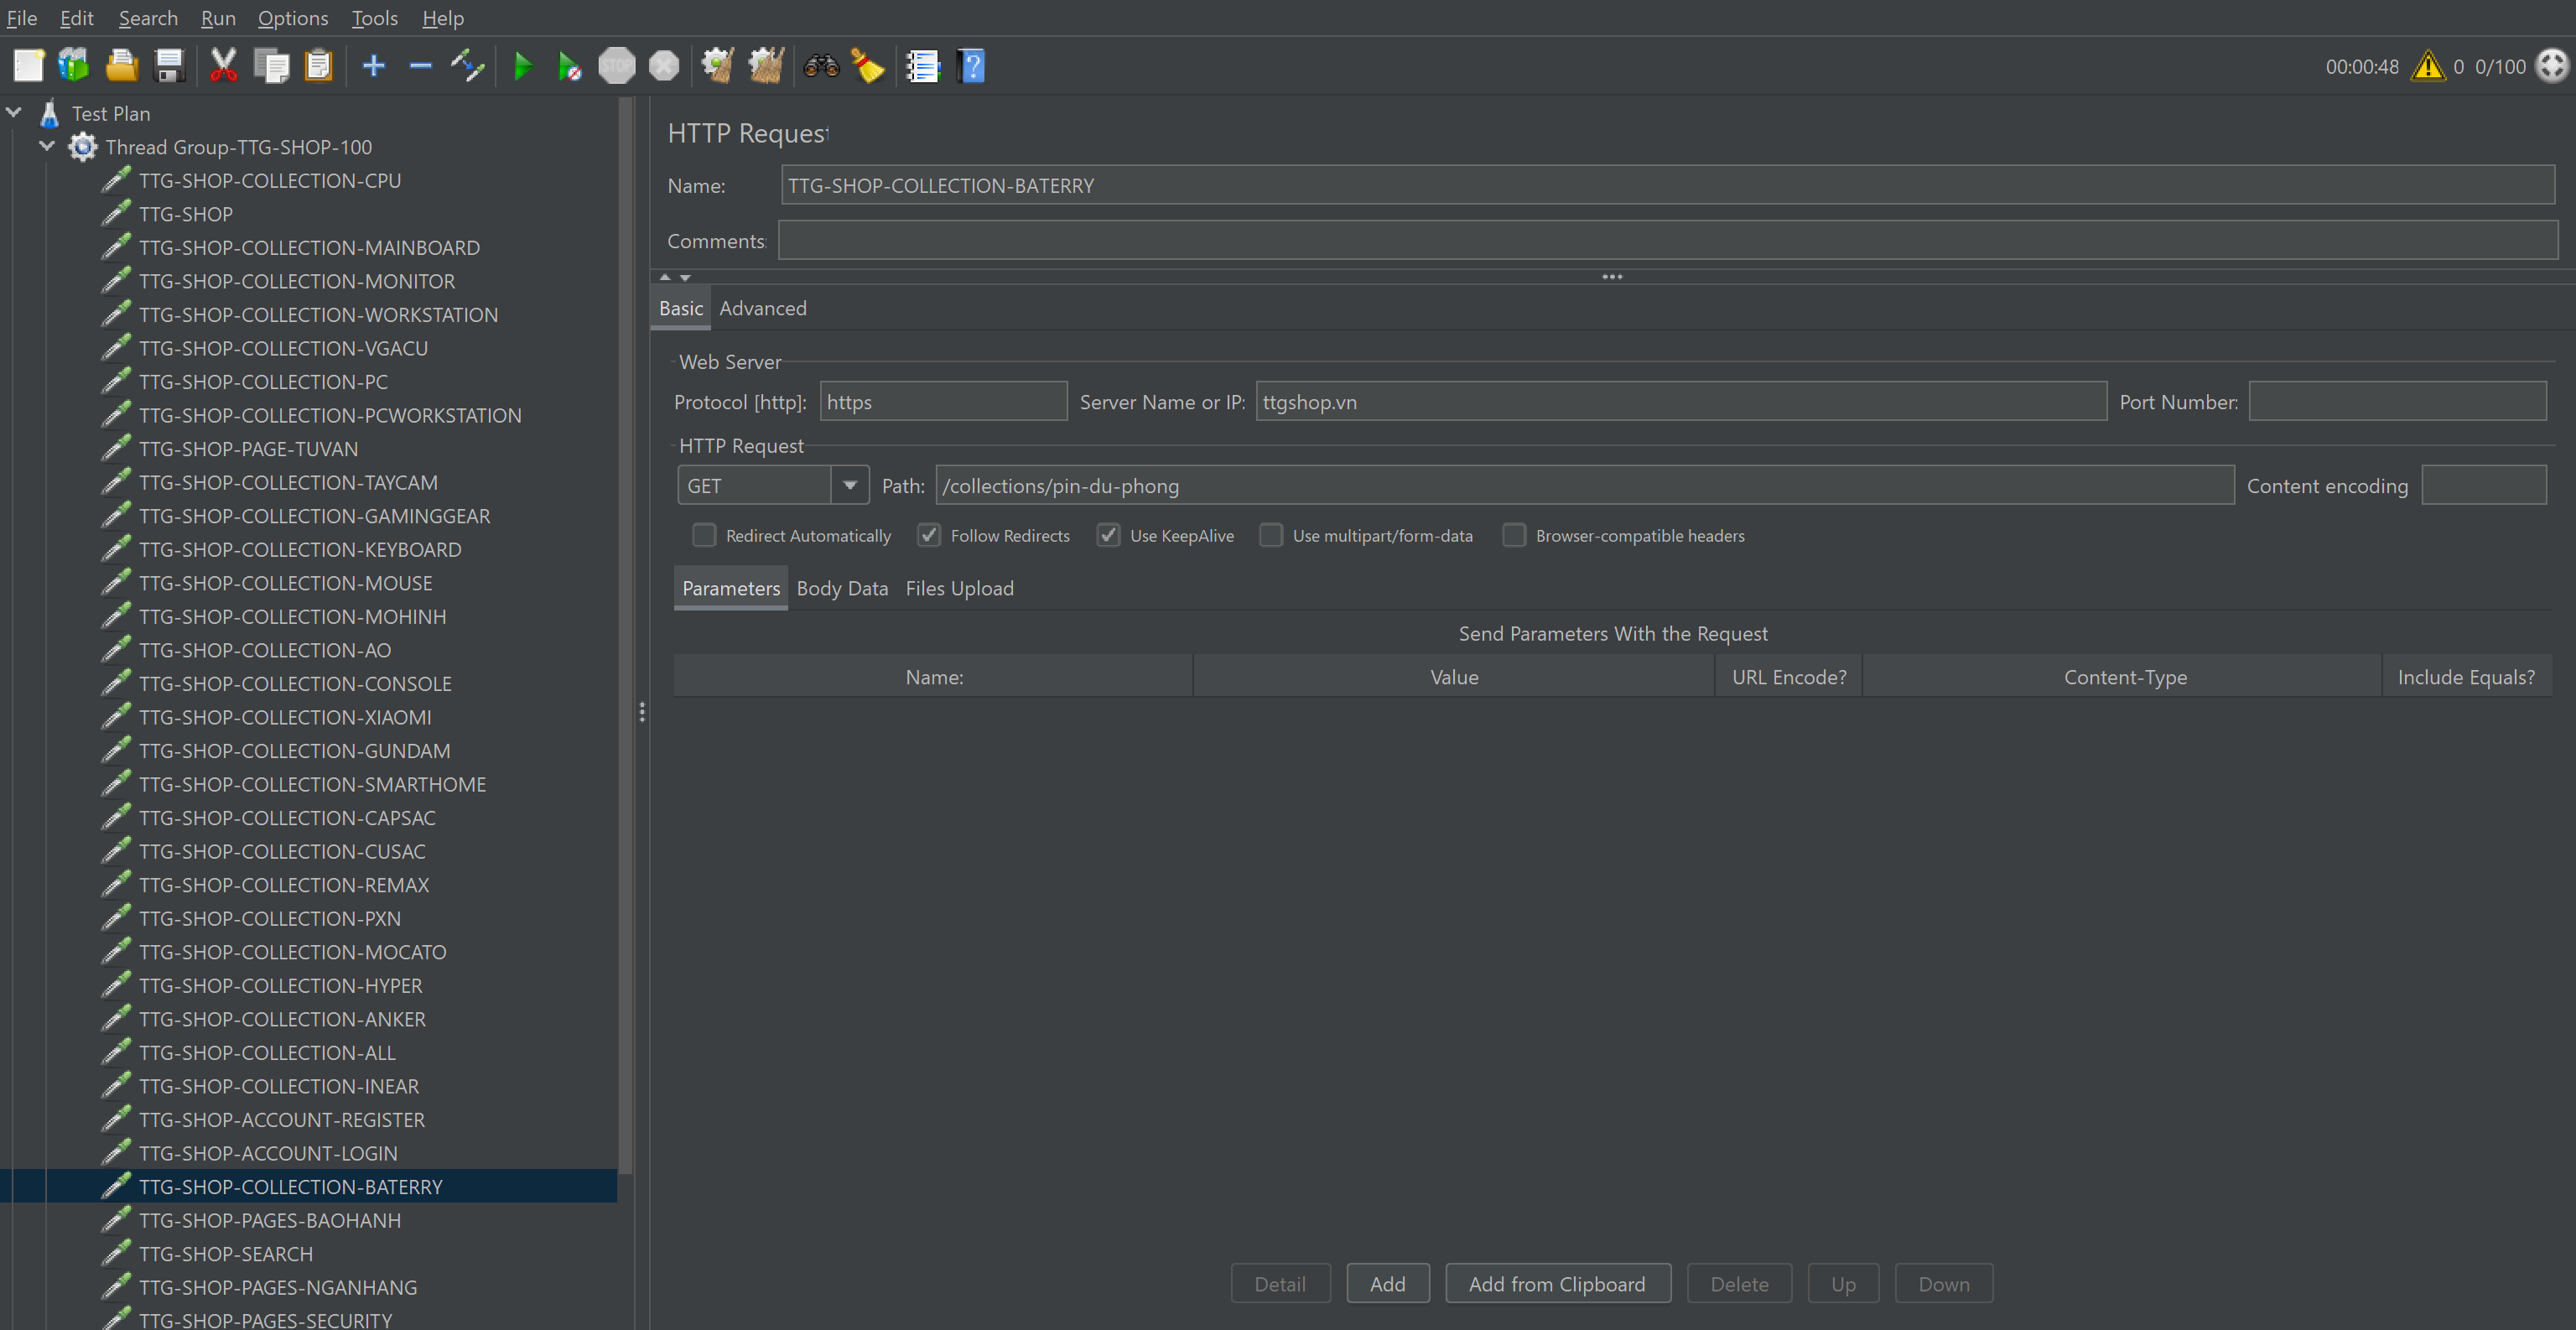 File Edit Search Run Options Tools Help
STOP
00:00:48 0 0/100
Test Plan
Thread Group-TTG-SHOP-100
TTG-SHOP-COLLECTION-CPU
TTG-SHOP
TTG-SHOP-COLLECTION-MAINBOARD
TTG-SHOP-COLLECTION-MONITOR
TTG-SHOP-COLLECTION-WORKSTATION
TTG-SHOP-COLLECTION-VGACU
TTG-SHOP-COLLECTION-PC
TTG-SHOP-COLLECTION-PCWORKSTATION
TTG-SHOP-PAGE-TUVAN
TTG-SHOP-COLLECTION-TAYCAM
TTG-SHOP-COLLECTION-GAMINGGEAR
TTG-SHOP-COLLECTION-KEYBOARD
TTG-SHOP-COLLECTION-MOUSE
TTG-SHOP-COLLECTION-MOHINH
TTG-SHOP-COLLECTION-AO
TTG-SHOP-COLLECTION-CONSOLE
TTG-SHOP-COLLECTION-XIAOMI
TTG-SHOP-COLLECTION-GUNDAM
TTG-SHOP-COLLECTION-SMARTHOME
TTG-SHOP-COLLECTION-CAPSAC
TTG-SHOP-COLLECTION-CUSAC
TTG-SHOP-COLLECTION-REMAX
TTG-SHOP-COLLECTION-PXN
TTG-SHOP-COLLECTION-MOCATO
TTG-SHOP-COLLECTION-HYPER
TTG-SHOP-COLLECTION-ANKER
TTG-SHOP-COLLECTION-ALL
TTG-SHOP-COLLECTION-INEAR
TTG-SHOP-ACCOUNT-REGISTER
TTG-SHOP-ACCOUNT-LOGIN
TTG-SHOP-COLLECTION-BATERRY
TTG-SHOP-PAGES-BAOHANH
TTG-SHOP-SEARCH
TTG-SHOP-PAGES-NGANHANG
TTG-SHOP-PAGES-SECURITY
HTTP Request
Name: TTG-SHOP-COLLECTION-BATERRY
Comments:
Basic Advanced
Web Server
Protocol [http]: https Server Name or IP: ttgshop.vn Port Number:
HTTP Request
GET Path: /collections/pin-du-phong Content encoding
Redirect Automatically Follow Redirects Use KeepAlive Use multipart/form-data Browser-compatible headers
Parameters Body Data Files Upload
Send Parameters With the Request
Name: Value URL Encode? Content-Type Include Equals?
Detail Add Add from Clipboard Delete Up Down